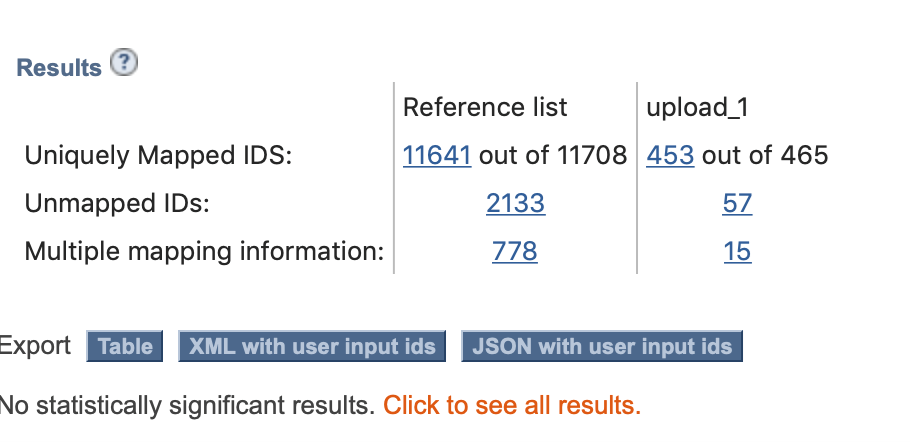 Results ?
Reference list upload_1
Uniquely Mapped IDS: 11641 out of 11708 453 out of 465
Unmapped IDs: 2133 57
Multiple mapping information: 778 15
Export Table XML with user input ids JSON with user input ids
No statistically significant results. Click to see all results.